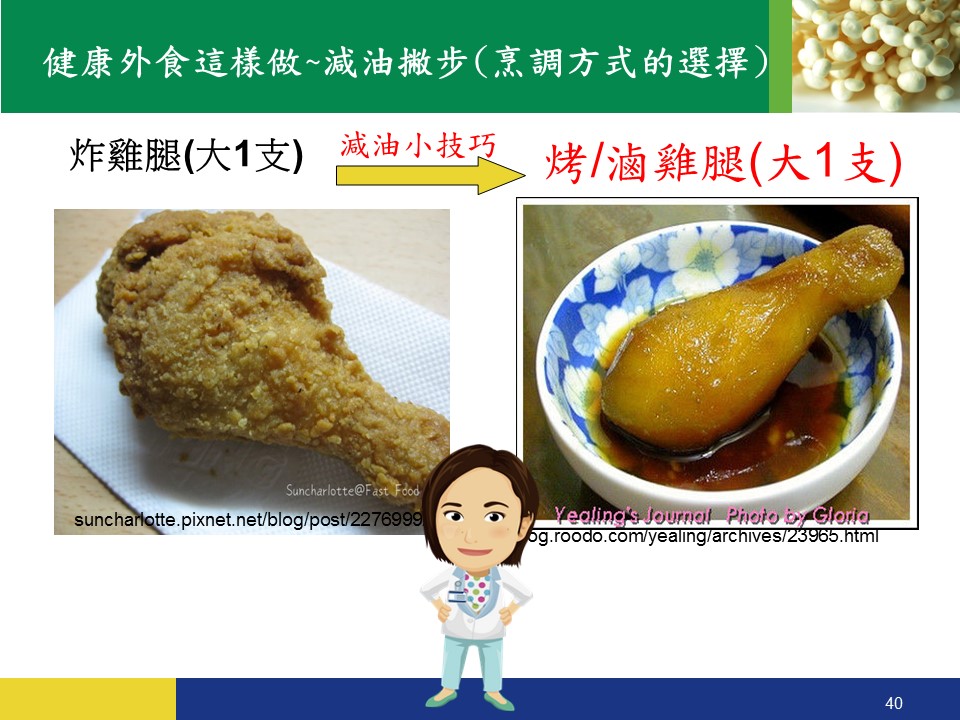 健康外食這樣做~減油撇步(烹調方式的選擇)
炸雞腿(大1支)
減油小技巧
烤/滷雞腿(大1支)
Suncharlotte@Fast Food
suncharlotte.pixnet.net/blog/post/2276999
Yealing's Journal Photo by Gloria
og.roodo.com/yealing/archives/23965.html
40